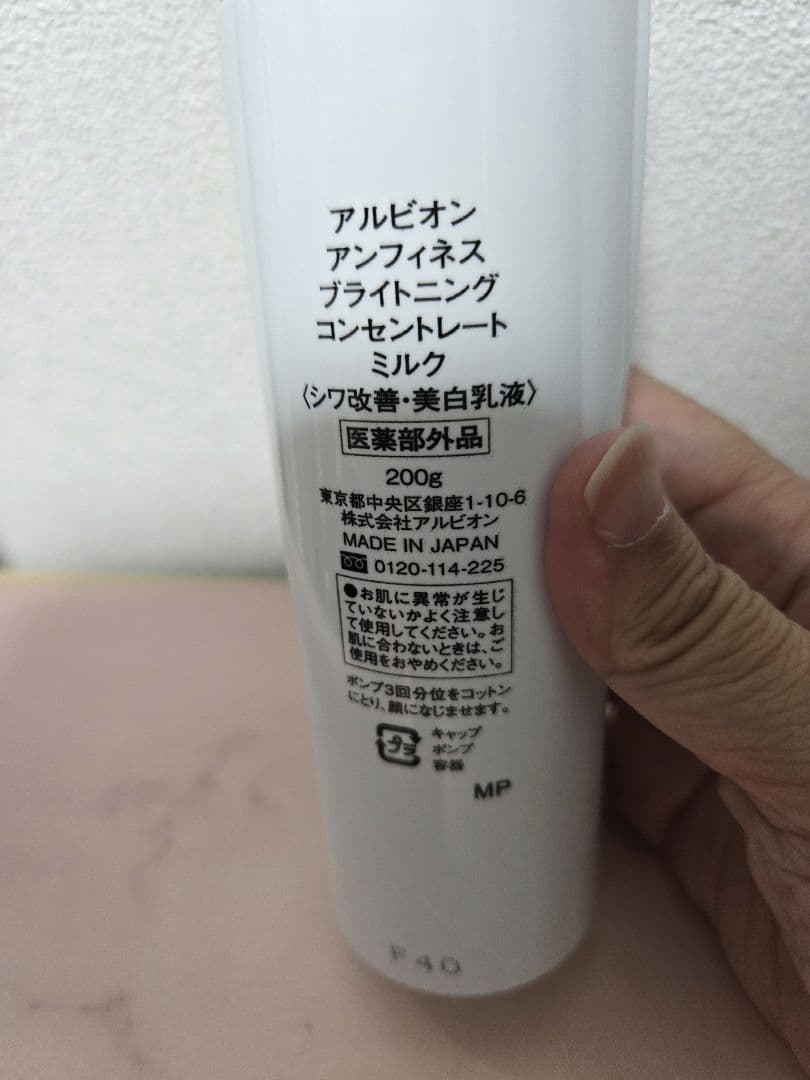 アルビオン
アンフィネス
ブライトニング
コンセントレート
ミルク
〈シワ改善・美白乳液〉
医薬部外品
200g
東京都中央区銀座1-10-6
株式会社アルビオン
MADE IN JAPAN
0120-114-225
●お肌に異常が生じ
ていないかよく注意し
て使用してください。お
肌に合わないときは、ご
使用をおやめください。
ポンプ3回分位をコットン
にとり、顔になじませます。
プラ
キャップ
ポンプ
容器
MP